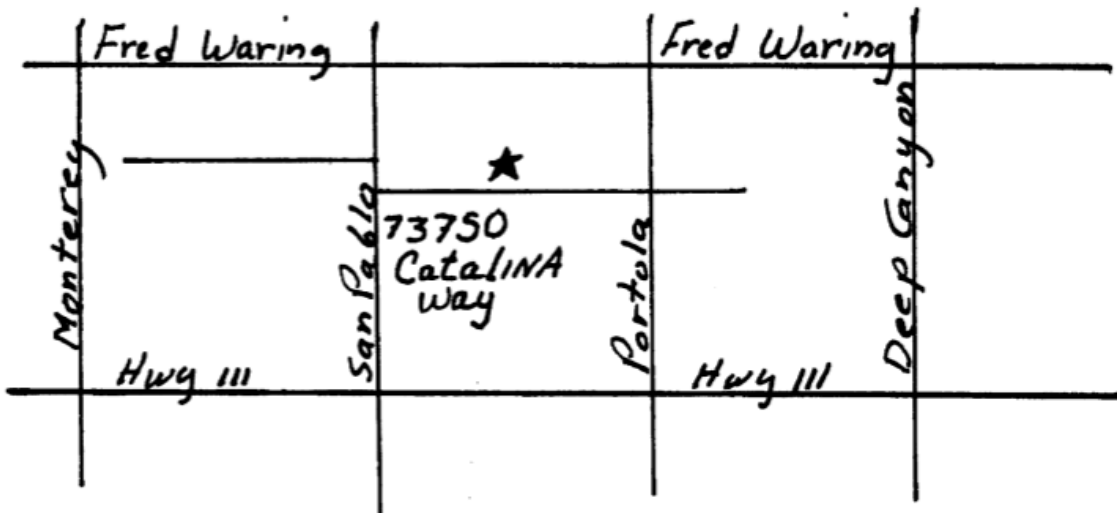 Fred Waring
Fred Waring
Monterey
San Pablo
73750
CatalINA
Way
Portola
Deep Canyon
Hwy 111
Hwy 111